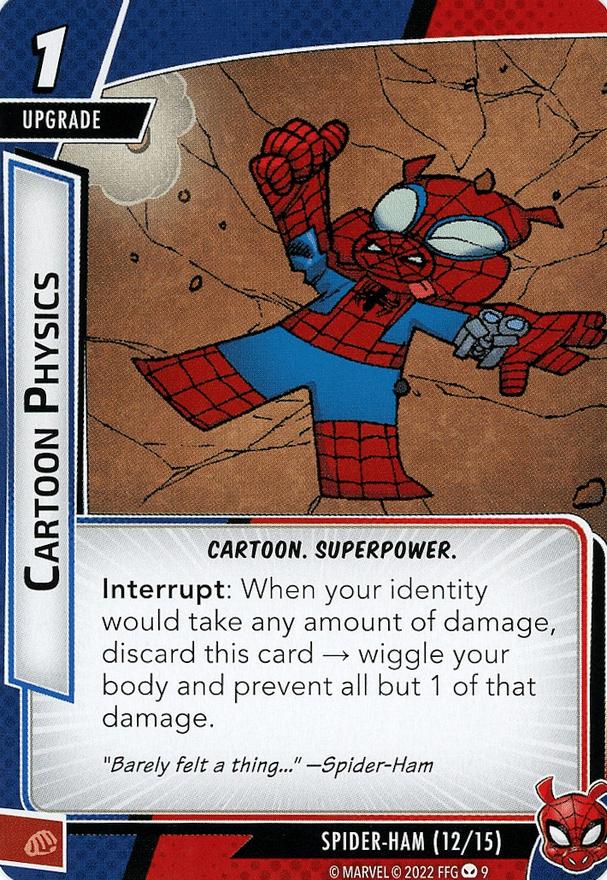 1
UPGRADE
CARTOON PHYSICS
CARTOON. SUPERPOWER.
Interrupt: When your identity
would take any amount of damage,
discard this card → wiggle your
body and prevent all but 1 of that
damage.
"Barely felt a thing..." —Spider-Ham
SPIDER-HAM (12/15)
© MARVEL © 2022 FFG 9